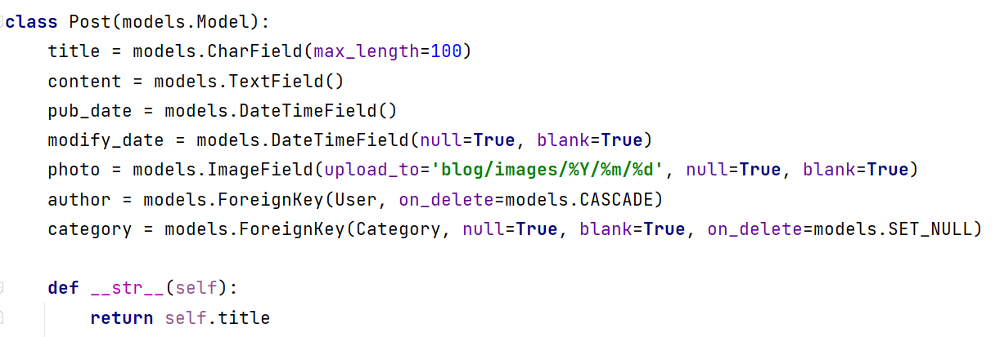 class Post(models.Model):
    title = models.CharField(max_length=100)
    content = models.TextField()
    pub_date = models.DateTimeField()
    modify_date = models.DateTimeField(null=True, blank=True)
    photo = models.ImageField(upload_to='blog/images/%Y/%m/%d', null=True, blank=True)
    author = models.ForeignKey(User, on_delete=models.CASCADE)
    category = models.ForeignKey(Category, null=True, blank=True, on_delete=models.SET_NULL)

    def __str__(self):
        return self.title